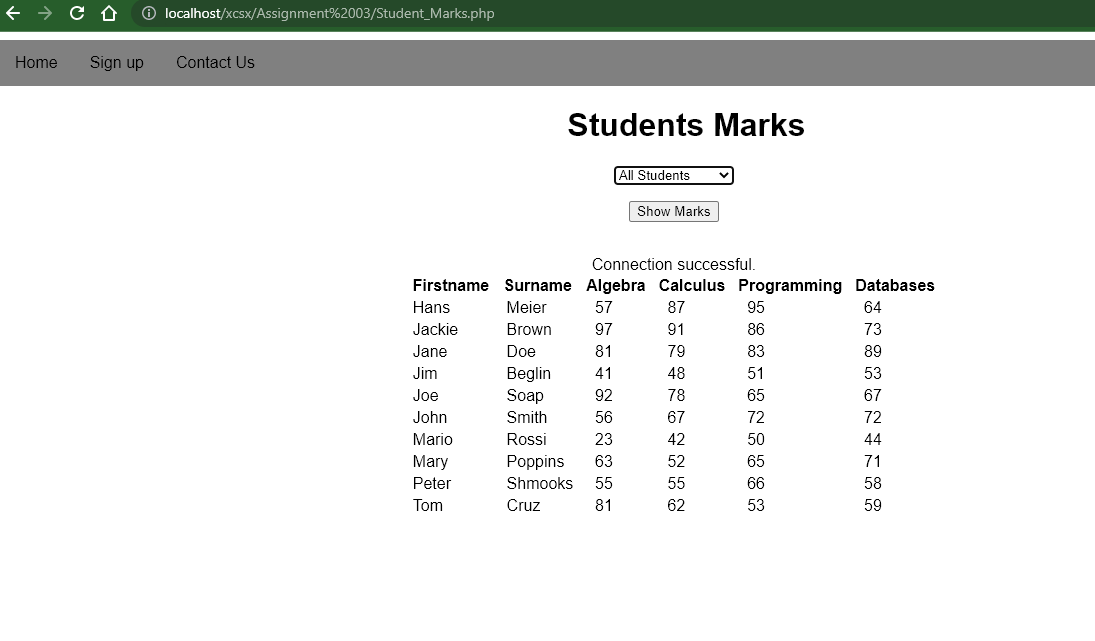 localhost/xcsx/Assignment%2003/Student_Marks.php
Home Sign up Contact Us
Students Marks
All Students
Show Marks
Connection successful.
Firstname Surname Algebra Calculus Programming Databases
Hans Meier 57 87 95 64
Jackie Brown 97 91 86 73
Jane Doe 81 79 83 89
Jim Beglin 41 48 51 53
Joe Soap 92 78 65 67
John Smith 56 67 72 72
Mario Rossi 23 42 50 44
Mary Poppins 63 52 65 71
Peter Shmooks 55 55 66 58
Tom Cruz 81 62 53 59